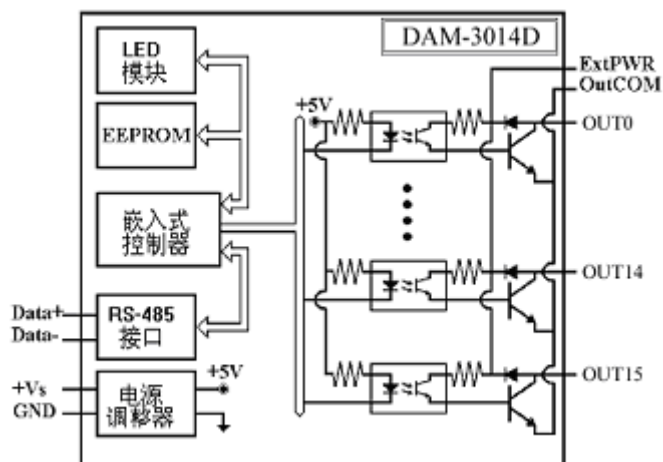 DAM-3014D
LED
模块
EEPROM
嵌入式
控制器
RS-485
接口
电源
调整器
Data+
Data-
+Vs
GND
+5V
+5V
ExtPWR
OutCOM
OUT0
OUT14
OUT15